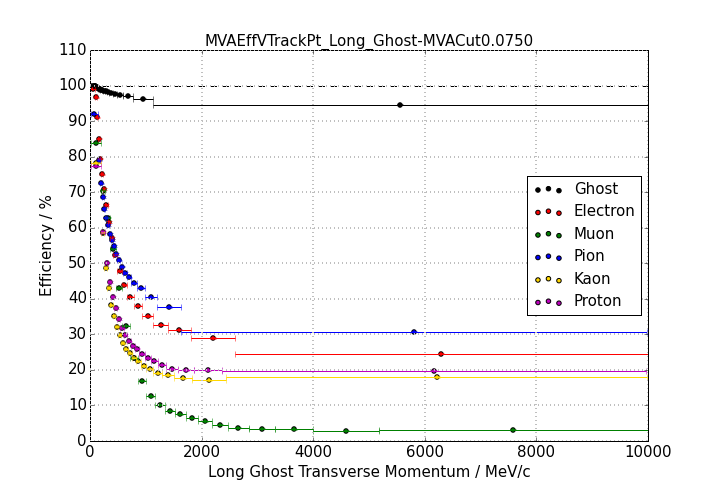 MVAEffVTrackPt_Long_Ghost-MVACut0.0750
110
100
90
80
70
60
50
40
30
20
10
0
Efficiency / %
Ghost
Electron
Muon
Pion
Kaon
Proton
0 2000 4000 6000 8000 10000
Long Ghost Transverse Momentum / MeV/c